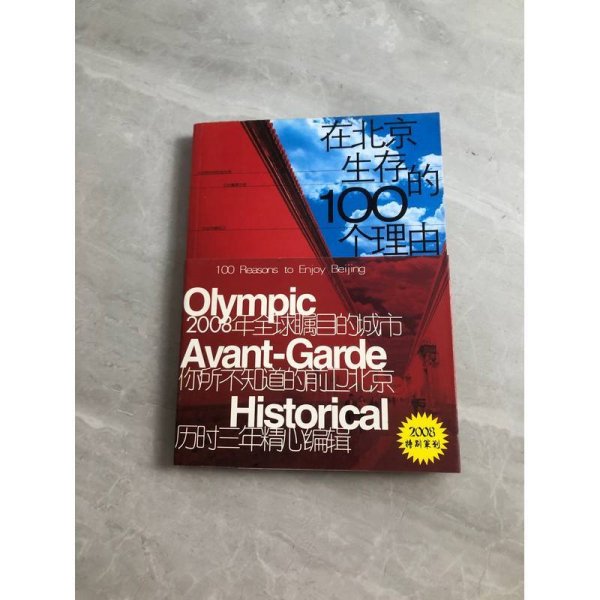 在北京
生存的
100
个理由
100 Reasons to Enjoy Beijing
Olympic
2008年全球瞩目的城市
Avant-Garde
你所不知道的前卫北京
Historical
历时三年精心编辑
2008
特别策划